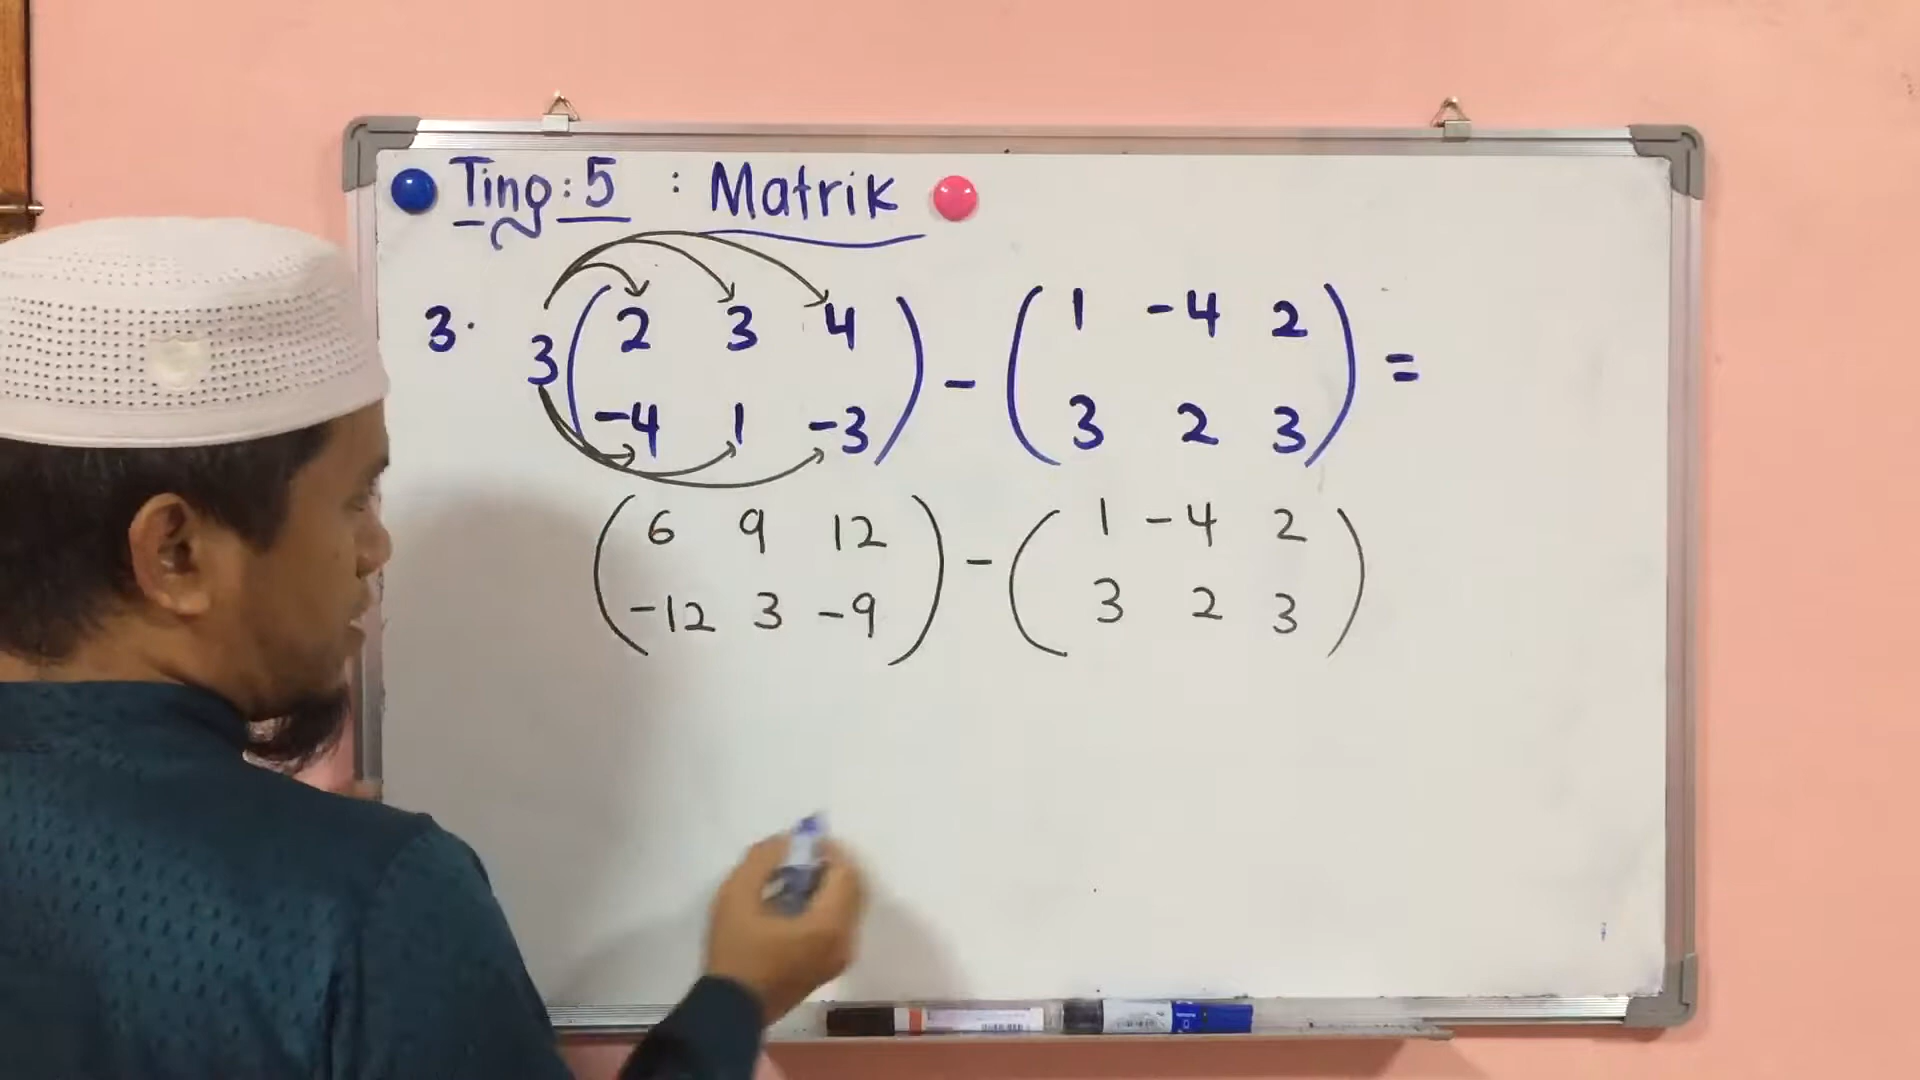 Ting: 5 : Matrik
3. 3 ( 2 3 4 ) - ( 1 -4 2 ) =
( -4 1 -3 ) ( 3 2 3 )
( 6 9 12 ) - ( 1 -4 2 )
( -12 3 -9 ) ( 3 2 3 )